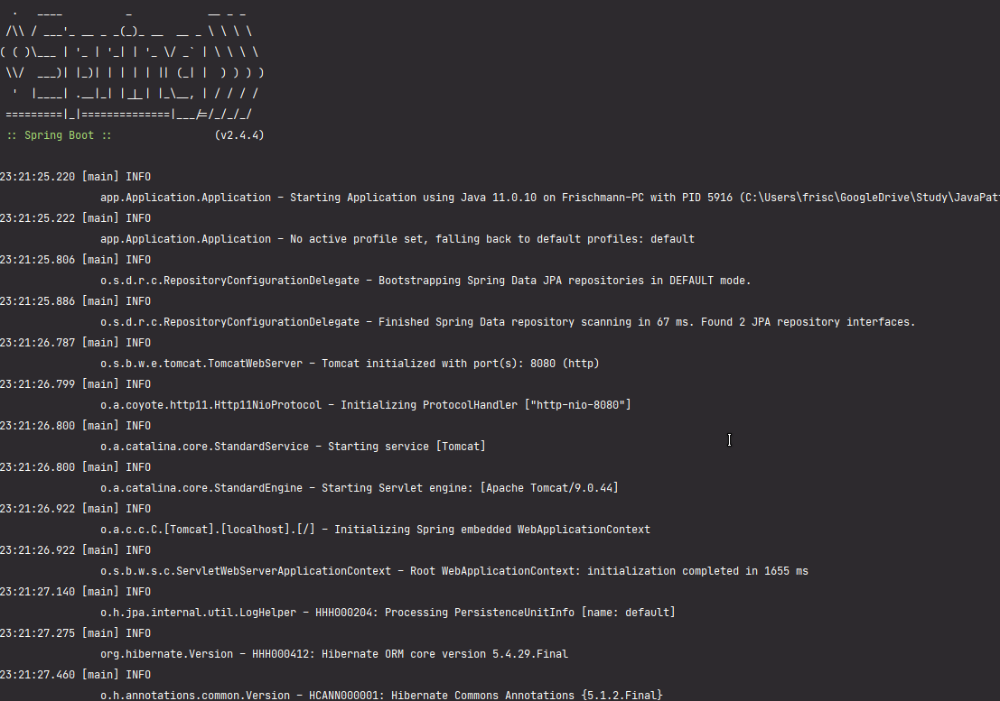 .   ____          _            __ _ _
 /\\ / ___'_ __ _ _(_)_ __  __ _ \ \ \ \
( ( )\___ | '_ | '_| | '_ \/ _` | \ \ \ \
 \\/  ___)| |_)| | | | | || (_| |  ) ) ) )
  '  |____| .__|_| |_|_| |_\__, | / / / /
 =========|_|==============|___/=/_/_/_/
 :: Spring Boot ::                (v2.4.4)
23:21:25.220 [main] INFO
app.Application.Application - Starting Application using Java 11.0.10 on Frischmann-PC with PID 5916 (C:\Users\frisc\GoogleDrive\Study\JavaPat
23:21:25.222 [main] INFO
app.Application.Application - No active profile set, falling back to default profiles: default
23:21:25.806 [main] INFO
o.s.d.r.c.RepositoryConfigurationDelegate - Bootstrapping Spring Data JPA repositories in DEFAULT mode.
23:21:25.886 [main] INFO
o.s.d.r.c.RepositoryConfigurationDelegate - Finished Spring Data repository scanning in 67 ms. Found 2 JPA repository interfaces.
23:21:26.787 [main] INFO
o.s.b.w.e.tomcat.TomcatWebServer - Tomcat initialized with port(s): 8080 (http)
23:21:26.799 [main] INFO
o.a.coyote.http11.Http11NioProtocol - Initializing ProtocolHandler ["http-nio-8080"]
23:21:26.800 [main] INFO
o.a.catalina.core.StandardService - Starting service [Tomcat]
23:21:26.800 [main] INFO
o.a.catalina.core.StandardEngine - Starting Servlet engine: [Apache Tomcat/9.0.44]
23:21:26.922 [main] INFO
o.a.c.c.C.[Tomcat].[localhost].[/] - Initializing Spring embedded WebApplicationContext
23:21:26.922 [main] INFO
o.s.b.w.s.c.ServletWebServerApplicationContext - Root WebApplicationContext: initialization completed in 1655 ms
23:21:27.140 [main] INFO
o.h.jpa.internal.util.LogHelper - HHH000204: Processing PersistenceUnitInfo [name: default]
23:21:27.275 [main] INFO
org.hibernate.Version - HHH000412: Hibernate ORM core version 5.4.29.Final
23:21:27.460 [main] INFO
o.h.annotations.common.Version - HCANN000001: Hibernate Commons Annotations {5.1.2.Final}